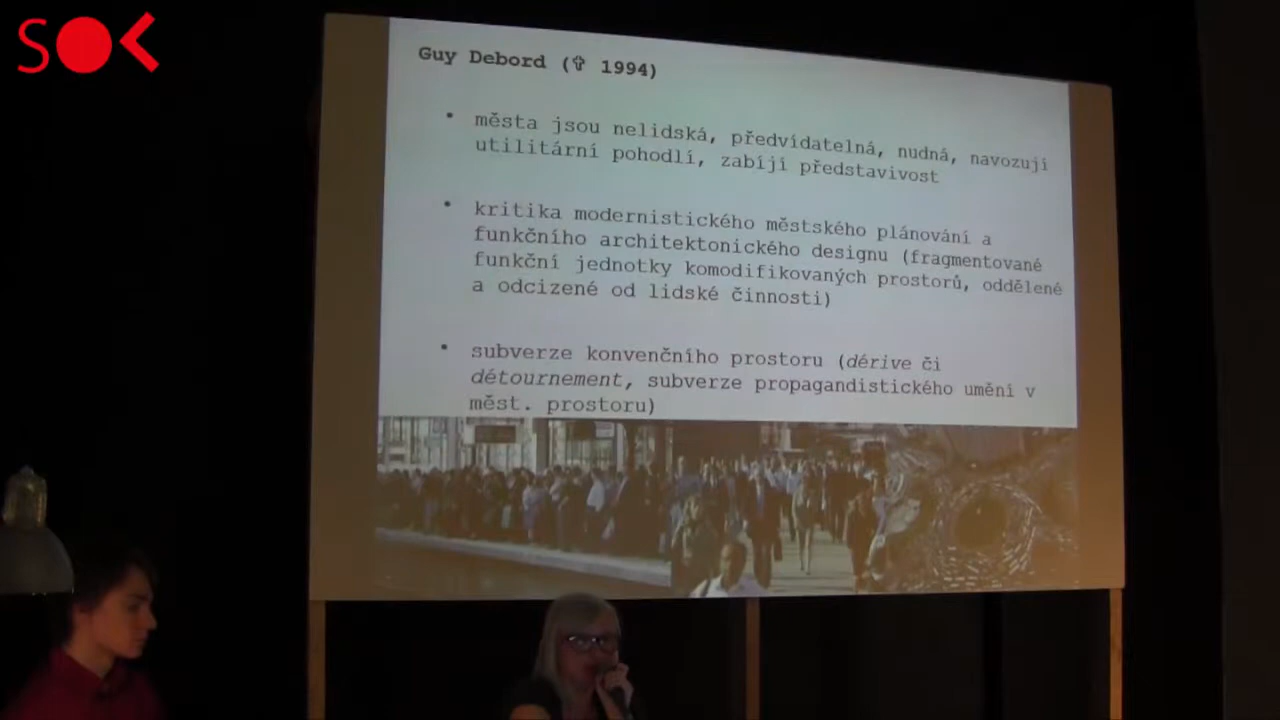 SOK
Guy Debord (✞ 1994)
• města jsou nelidská, předvídatelná, nudná, navozují
utilitární pohodlí, zabíjí představivost
• kritika modernistického městského plánování a
funkčního architektonického designu (fragmentované
funkční jednotky komodifikovaných prostorů, oddělené
a odcizené od lidské činnosti)
• subverze konvenčního prostoru (dérive či
détournement, subverze propagandistického umění v
měst. prostoru)